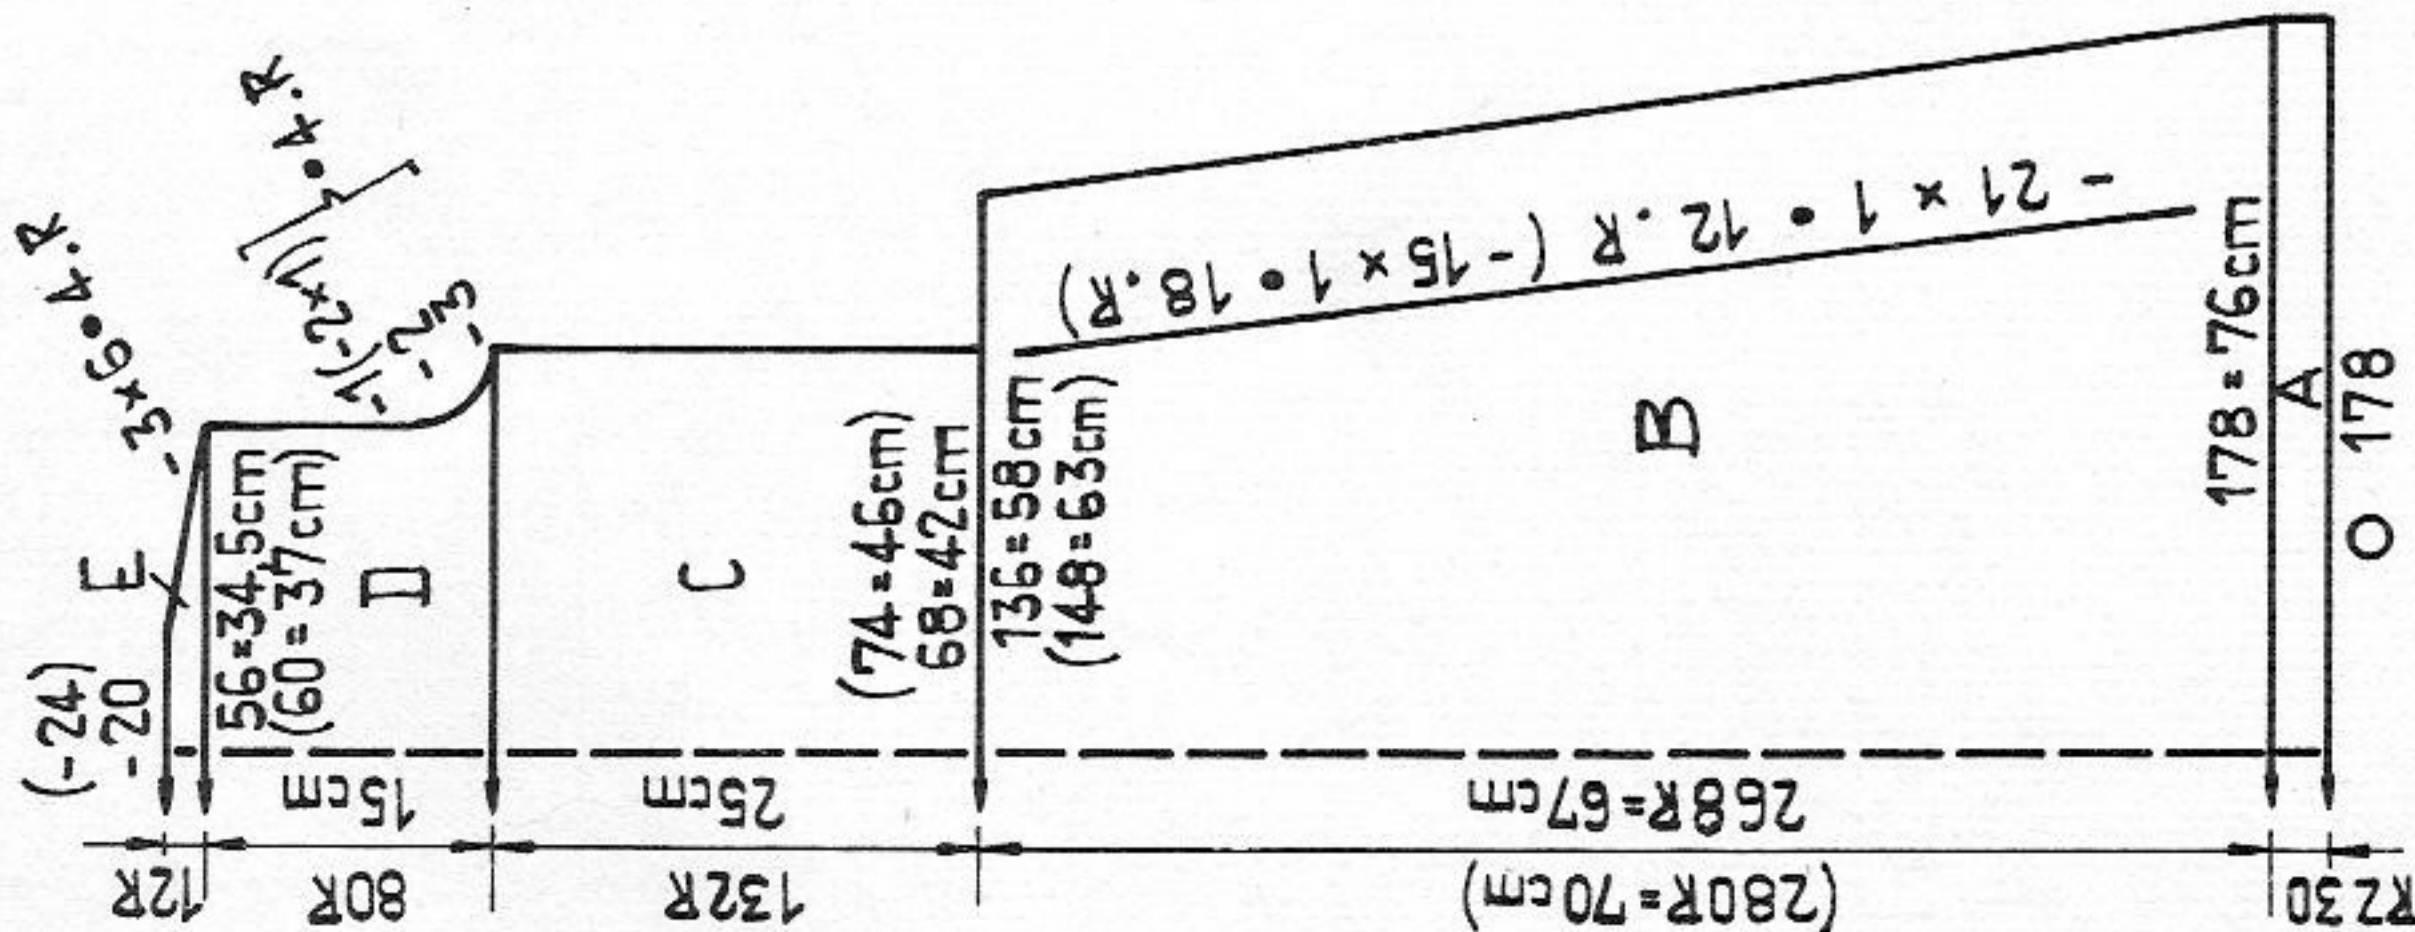 (-24)
-20
E
- 3×6•4.R
-1(-2×1)] • 4.R
- 2
- 3
56=34,5cm
(60=37cm)
D
C
(74=46cm)
68=42cm
136=58cm
(148=63cm)
- 21 × 1 • 12.R (-15×1•18.R)
B
178=76cm
A
O 178
15cm
25cm
268R=67cm
12R
80R
132R
(280R=70cm)
RZ30